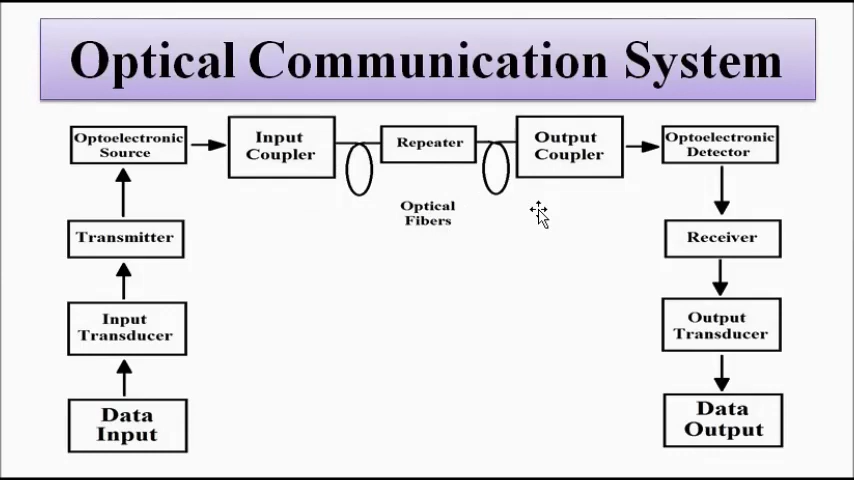 Optical Communication System
Optoelectronic
Source
Input
Coupler
Repeater
Output
Coupler
Optoelectronic
Detector
Optical
Fibers
Transmitter
Receiver
Input
Transducer
Output
Transducer
Data
Input
Data
Output